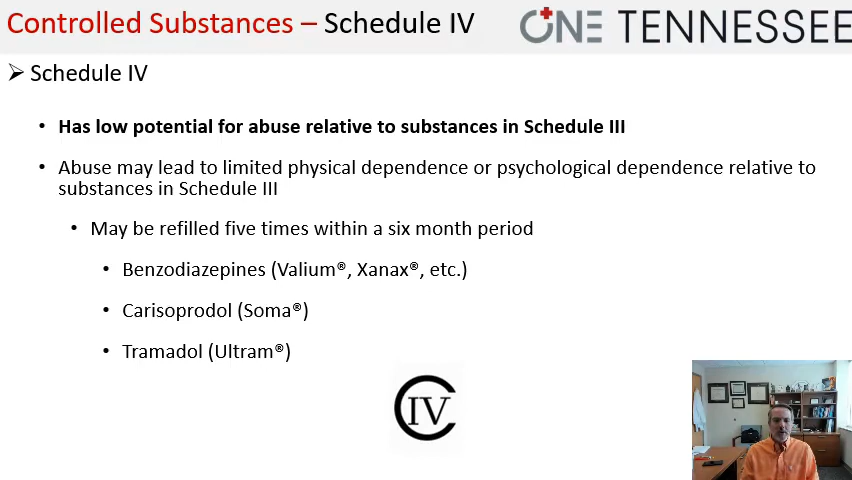 Controlled Substances – Schedule IV
ONE TENNESSEE
➢ Schedule IV
• Has low potential for abuse relative to substances in Schedule III
• Abuse may lead to limited physical dependence or psychological dependence relative to
substances in Schedule III
• May be refilled five times within a six month period
• Benzodiazepines (Valium®, Xanax®, etc.)
• Carisoprodol (Soma®)
• Tramadol (Ultram®)
CIV